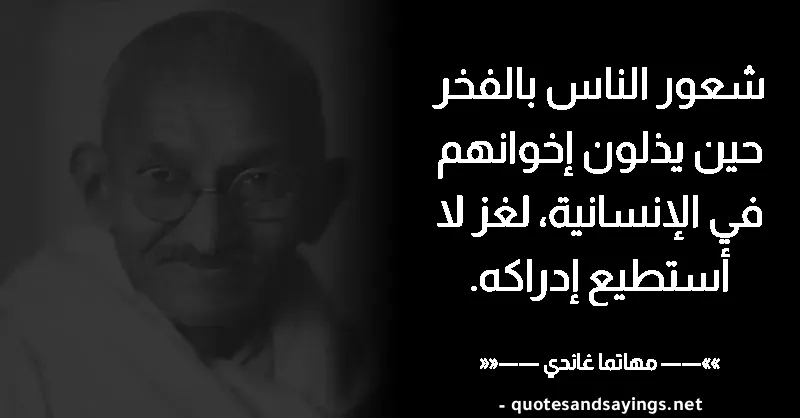 شعور الناس بالفخر
حين يذلون إخوانهم
في الإنسانية، لغز لا
أستطيع إدراكه.
»»—— مهاتما غاندي ——««
- quotesandsayings.net